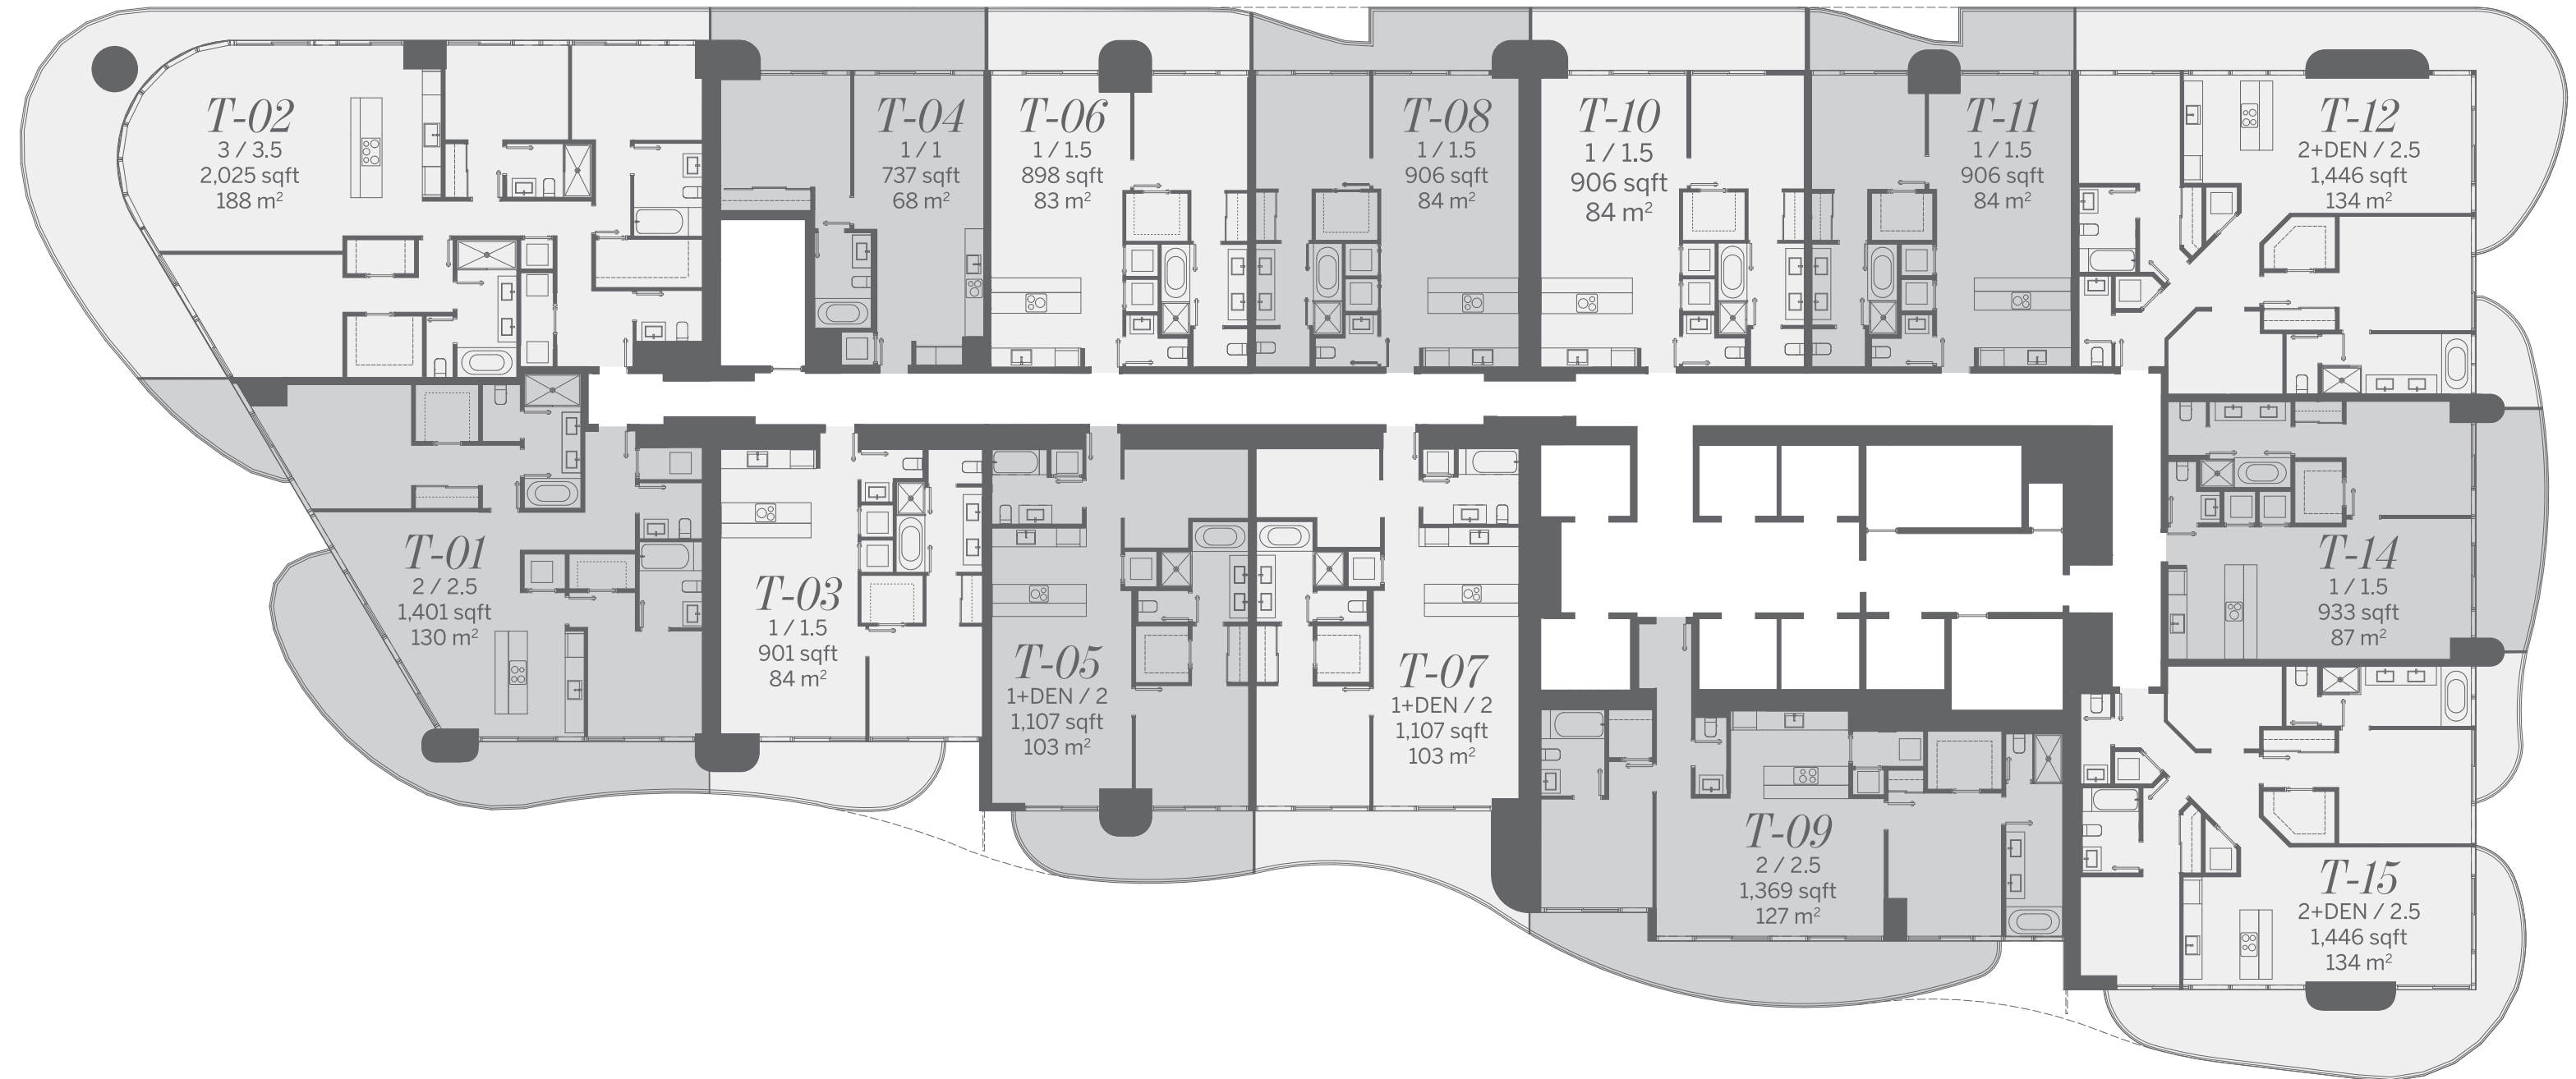 T-02
3 / 3.5
2,025 sqft
188 m²
T-04
1 / 1
737 sqft
68 m²
T-06
1 / 1.5
898 sqft
83 m²
T-08
1 / 1.5
906 sqft
84 m²
T-10
1 / 1.5
906 sqft
84 m²
T-11
1 / 1.5
906 sqft
84 m²
T-12
2+DEN / 2.5
1,446 sqft
134 m²
T-01
2 / 2.5
1,401 sqft
130 m²
T-03
1 / 1.5
901 sqft
84 m²
T-05
1+DEN / 2
1,107 sqft
103 m²
T-07
1+DEN / 2
1,107 sqft
103 m²
T-09
2 / 2.5
1,369 sqft
127 m²
T-14
1 / 1.5
933 sqft
87 m²
T-15
2+DEN / 2.5
1,446 sqft
134 m²